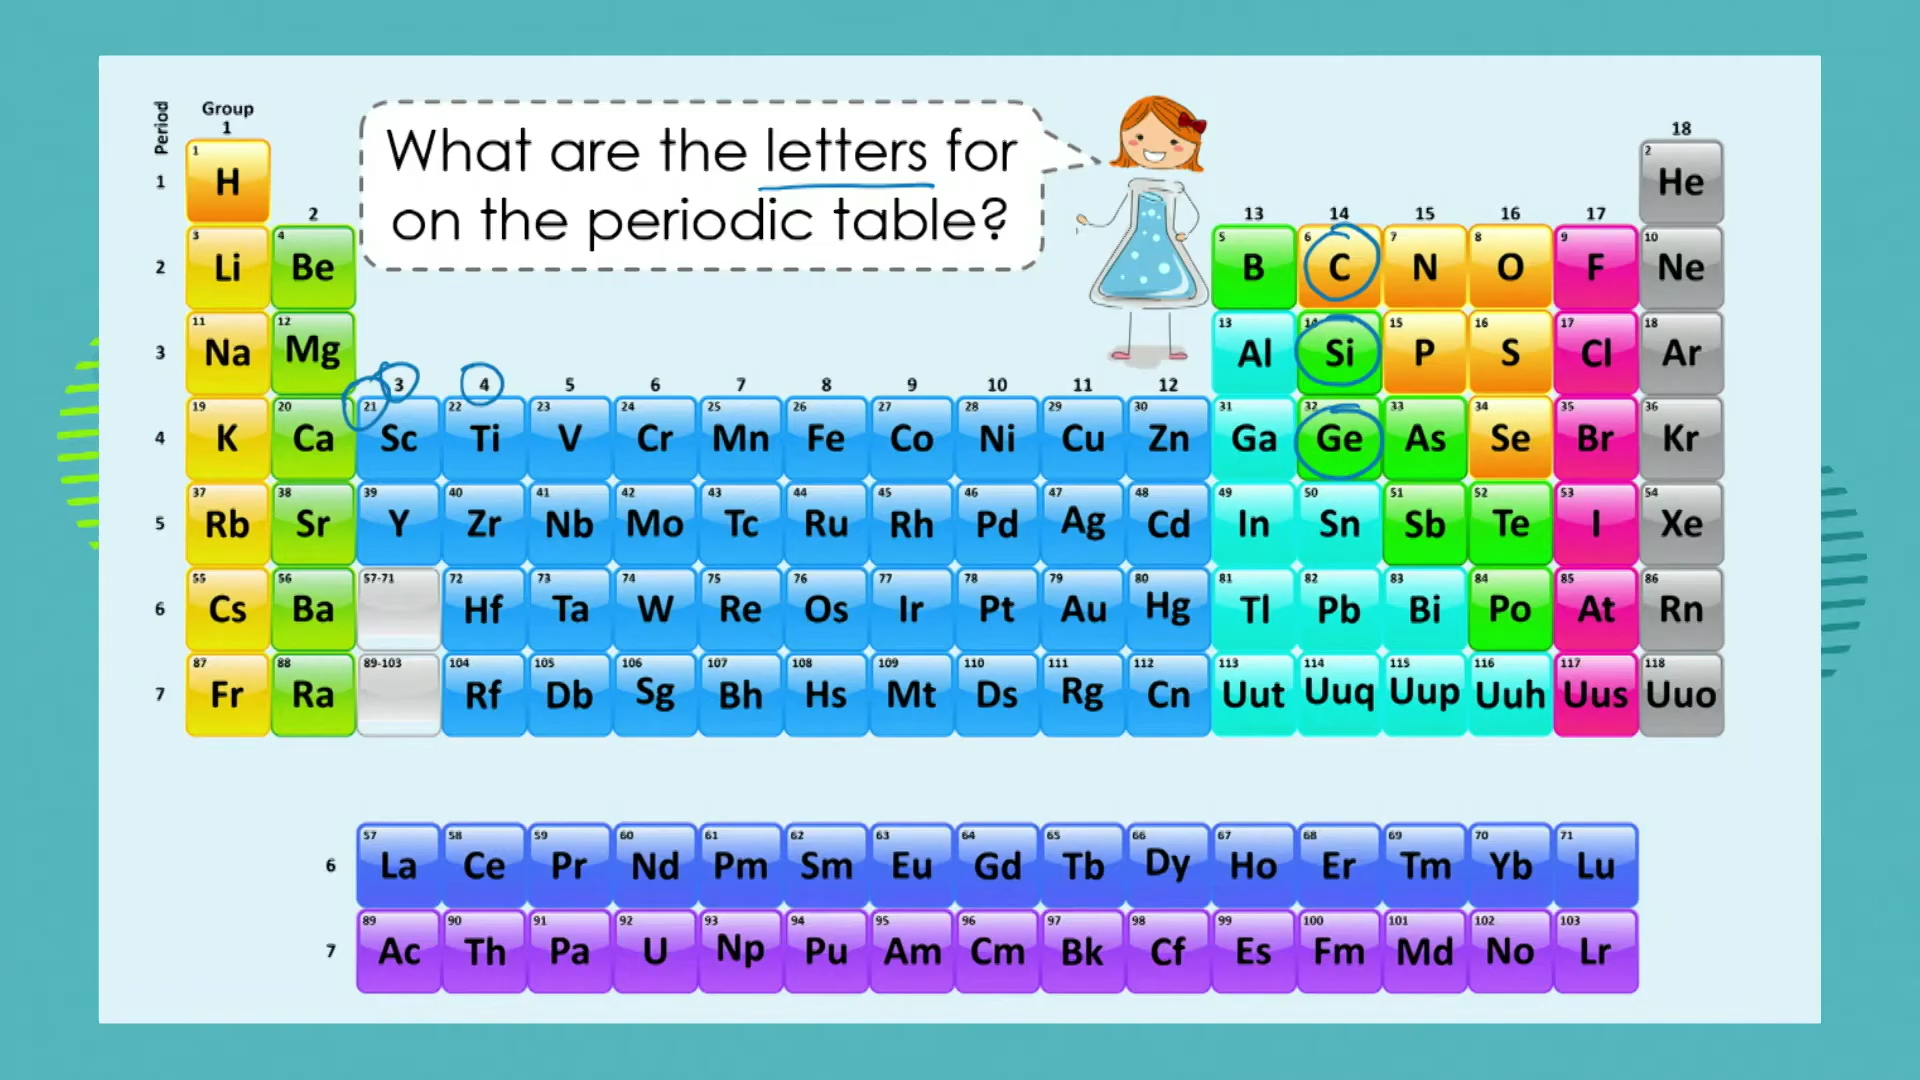 Period
Group
1
18
1
1 H
What are the letters for
2 He
2
on the periodic table?
13 14 15 16 17
2
3 Li 4 Be
5 B 6 C 7 N 8 O 9 F 10 Ne
3
11 Na 12 Mg
13 Al 14 Si 15 P 16 S 17 Cl 18 Ar
3 4 5 6 7 8 9 10 11 12
4
19 K 20 Ca 21 Sc 22 Ti 23 V 24 Cr 25 Mn 26 Fe 27 Co 28 Ni 29 Cu 30 Zn 31 Ga 32 Ge 33 As 34 Se 35 Br 36 Kr
5
37 Rb 38 Sr 39 Y 40 Zr 41 Nb 42 Mo 43 Tc 44 Ru 45 Rh 46 Pd 47 Ag 48 Cd 49 In 50 Sn 51 Sb 52 Te 53 I 54 Xe
6
55 Cs 56 Ba 57-71 72 Hf 73 Ta 74 W 75 Re 76 Os 77 Ir 78 Pt 79 Au 80 Hg 81 Tl 82 Pb 83 Bi 84 Po 85 At 86 Rn
7
87 Fr 88 Ra 89-103 104 Rf 105 Db 106 Sg 107 Bh 108 Hs 109 Mt 110 Ds 111 Rg 112 Cn 113 Uut 114 Uuq 115 Uup 116 Uuh 117 Uus 118 Uuo
6
57 La 58 Ce 59 Pr 60 Nd 61 Pm 62 Sm 63 Eu 64 Gd 65 Tb 66 Dy 67 Ho 68 Er 69 Tm 70 Yb 71 Lu
7
89 Ac 90 Th 91 Pa 92 U 93 Np 94 Pu 95 Am 96 Cm 97 Bk 98 Cf 99 Es 100 Fm 101 Md 102 No 103 Lr